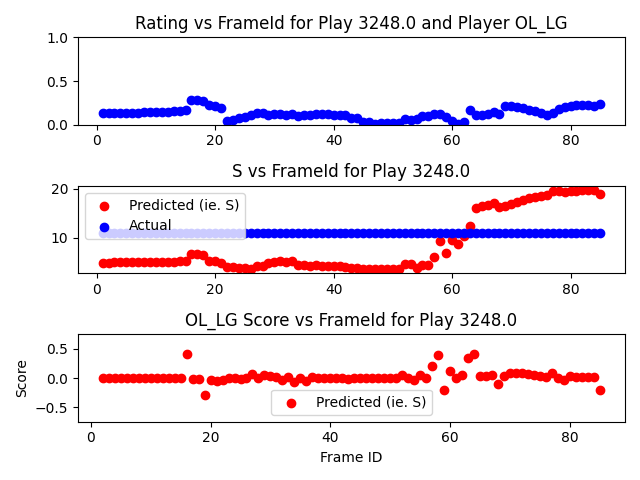 Rating vs FrameId for Play 3248.0 and Player OL_LG
1.0
0.5
0.0
0 20 40 60 80
S vs FrameId for Play 3248.0
20
10
Predicted (ie. S)
Actual
0 20 40 60 80
OL_LG Score vs FrameId for Play 3248.0
Score
0.5
0.0
−0.5
Predicted (ie. S)
0 20 40 60 80
Frame ID